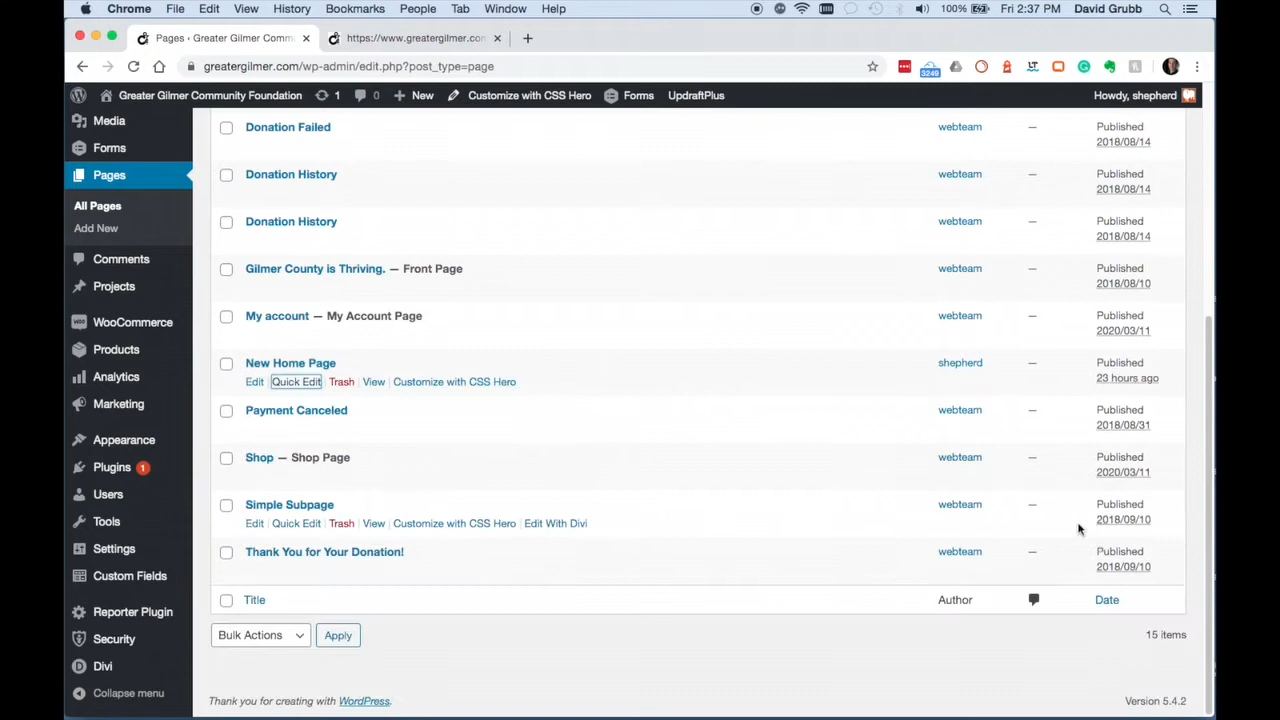 Chrome File Edit View History Bookmarks People Tab Window Help 100% Fri 2:37 PM David Grubb
Pages ‹ Greater Gilmer Comm × https://www.greatergilmer.con × +
greatergilmer.com/wp-admin/edit.php?post_type=page 3249 LT
Greater Gilmer Community Foundation 1 0 + New Customize with CSS Hero Forms UpdraftPlus Howdy, shepherd
Media
Forms
Pages
All Pages
Add New
Comments
Projects
WooCommerce
Products
Analytics
Marketing
Appearance
Plugins 1
Users
Tools
Settings
Custom Fields
Reporter Plugin
Security
Divi
Collapse menu
Donation Failed webteam — Published
2018/08/14
Donation History webteam — Published
2018/08/14
Donation History webteam — Published
2018/08/14
Gilmer County is Thriving. — Front Page webteam — Published
2018/08/10
My account — My Account Page webteam — Published
2020/03/11
New Home Page shepherd — Published
Edit | Quick Edit | Trash | View | Customize with CSS Hero 23 hours ago
Payment Canceled webteam — Published
2018/08/31
Shop — Shop Page webteam — Published
2020/03/11
Simple Subpage webteam — Published
Edit | Quick Edit | Trash | View | Customize with CSS Hero | Edit With Divi 2018/09/10
Thank You for Your Donation! webteam — Published
2018/09/10
Title Author Date
Bulk Actions Apply 15 items
Thank you for creating with WordPress. Version 5.4.2